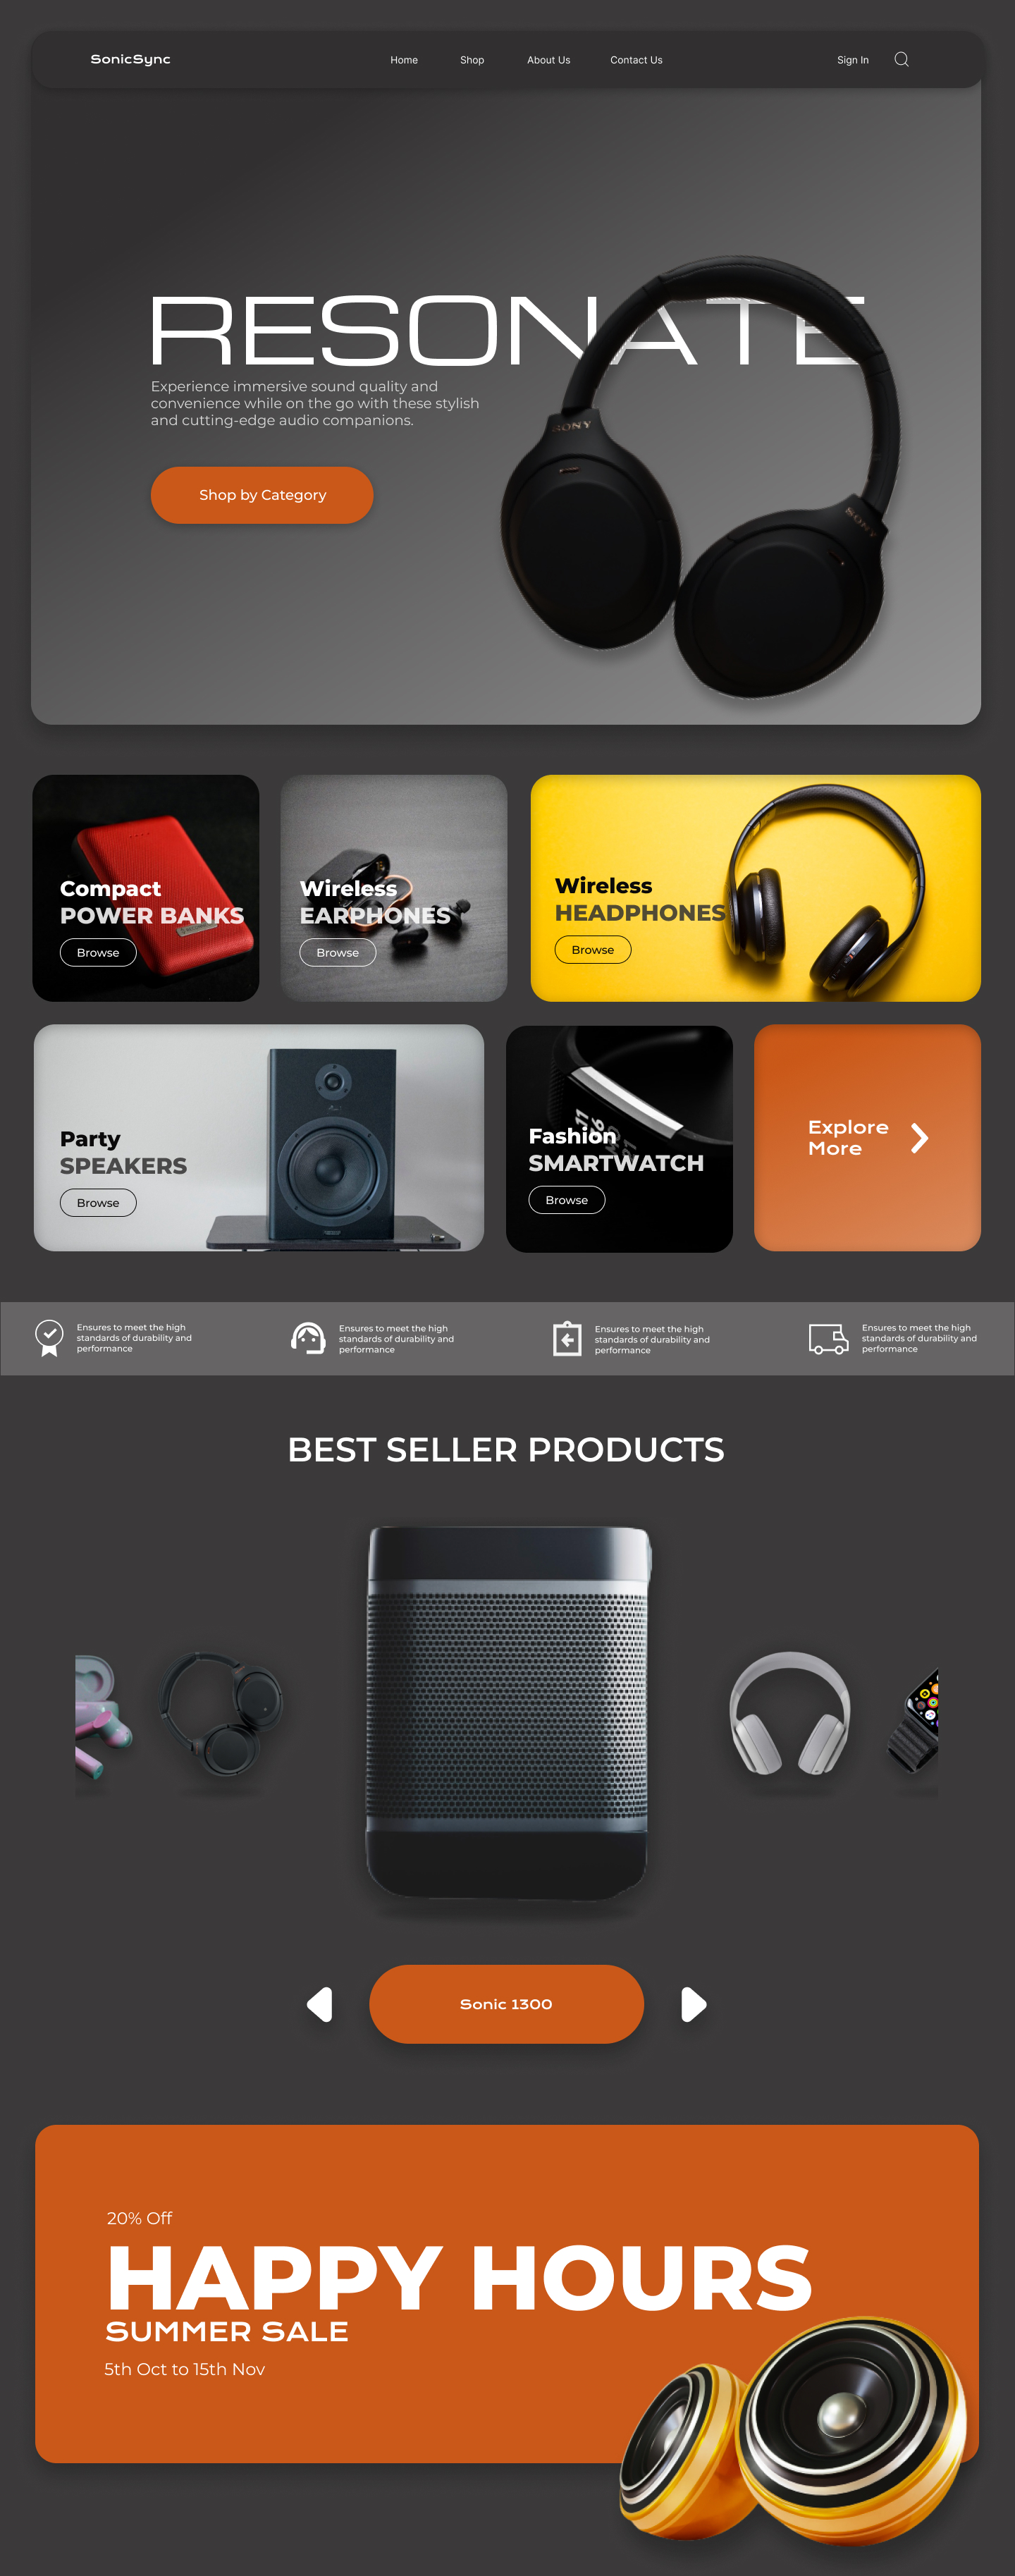 SonicSync
Home
Shop
About Us
Contact Us
Sign In
RESONATE
Experience immersive sound quality and
convenience while on the go with these stylish
and cutting-edge audio companions.
SONY
SONY
Shop by Category
Compact
POWER BANKS
Browse
Wireless
EARPHONES
Browse
Wireless
HEADPHONES
Browse
Party
SPEAKERS
Browse
Fashion
SMARTWATCH
Browse
Explore
More
Ensures to meet the high
standards of durability and
performance
Ensures to meet the high
standards of durability and
performance
Ensures to meet the high
standards of durability and
performance
Ensures to meet the high
standards of durability and
performance
BEST SELLER PRODUCTS
Sonic 1300
20% Off
HAPPY HOURS
SUMMER SALE
5th Oct to 15th Nov